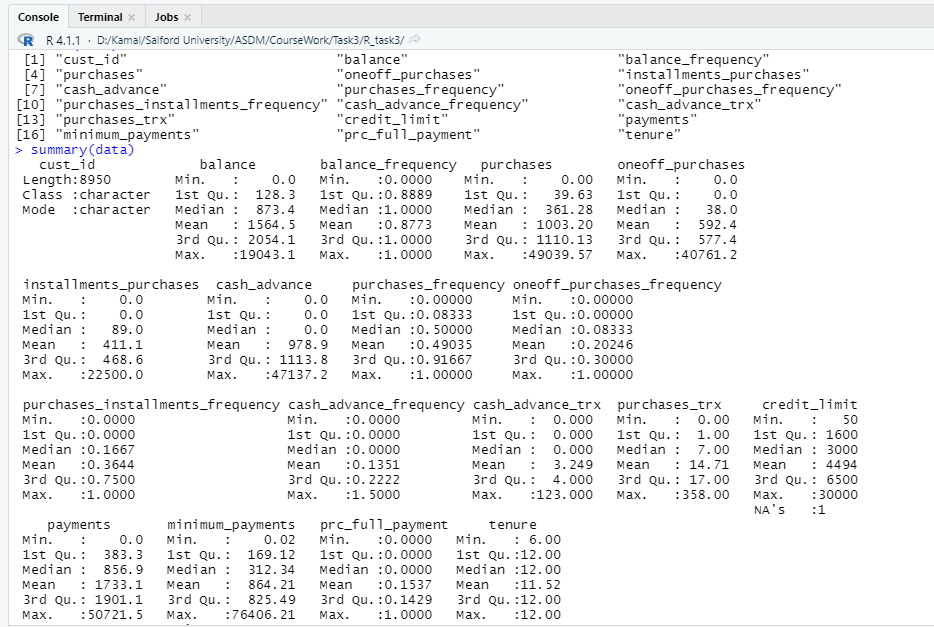 Console Terminal × Jobs ×
R 4.1.1 · D:/Kamal/Salford University/ASDM/CourseWork/Task3/R_task3/
[1] "cust_id" "balance" "balance_frequency"
[4] "purchases" "oneoff_purchases" "installments_purchases"
[7] "cash_advance" "purchases_frequency" "oneoff_purchases_frequency"
[10] "purchases_installments_frequency" "cash_advance_frequency" "cash_advance_trx"
[13] "purchases_trx" "credit_limit" "payments"
[16] "minimum_payments" "prc_full_payment" "tenure"
> summary(data)
cust_id balance balance_frequency purchases oneoff_purchases
Length:8950 Min. : 0.0 Min. :0.0000 Min. : 0.00 Min. : 0.0
Class :character 1st Qu.: 128.3 1st Qu.:0.8889 1st Qu.: 39.63 1st Qu.: 0.0
Mode :character Median : 873.4 Median :1.0000 Median : 361.28 Median : 38.0
Mean : 1564.5 Mean :0.8773 Mean : 1003.20 Mean : 592.4
3rd Qu.: 2054.1 3rd Qu.:1.0000 3rd Qu.: 1110.13 3rd Qu.: 577.4
Max. :19043.1 Max. :1.0000 Max. :49039.57 Max. :40761.2
installments_purchases cash_advance purchases_frequency oneoff_purchases_frequency
Min. : 0.0 Min. : 0.0 Min. :0.00000 Min. :0.00000
1st Qu.: 0.0 1st Qu.: 0.0 1st Qu.:0.08333 1st Qu.:0.00000
Median : 89.0 Median : 0.0 Median :0.50000 Median :0.08333
Mean : 411.1 Mean : 978.9 Mean :0.49035 Mean :0.20246
3rd Qu.: 468.6 3rd Qu.: 1113.8 3rd Qu.:0.91667 3rd Qu.:0.30000
Max. :22500.0 Max. :47137.2 Max. :1.00000 Max. :1.00000
purchases_installments_frequency cash_advance_frequency cash_advance_trx purchases_trx credit_limit
Min. :0.0000 Min. :0.0000 Min. : 0.000 Min. : 0.00 Min. : 50
1st Qu.:0.0000 1st Qu.:0.0000 1st Qu.: 0.000 1st Qu.: 1.00 1st Qu.: 1600
Median :0.1667 Median :0.0000 Median : 0.000 Median : 7.00 Median : 3000
Mean :0.3644 Mean :0.1351 Mean : 3.249 Mean : 14.71 Mean : 4494
3rd Qu.:0.7500 3rd Qu.:0.2222 3rd Qu.: 4.000 3rd Qu.: 17.00 3rd Qu.: 6500
Max. :1.0000 Max. :1.5000 Max. :123.000 Max. :358.00 Max. :30000
NA's :1
payments minimum_payments prc_full_payment tenure
Min. : 0.0 Min. : 0.02 Min. :0.0000 Min. : 6.00
1st Qu.: 383.3 1st Qu.: 169.12 1st Qu.:0.0000 1st Qu.:12.00
Median : 856.9 Median : 312.34 Median :0.0000 Median :12.00
Mean : 1733.1 Mean : 864.21 Mean :0.1537 Mean :11.52
3rd Qu.: 1901.1 3rd Qu.: 825.49 3rd Qu.:0.1429 3rd Qu.:12.00
Max. :50721.5 Max. :76406.21 Max. :1.0000 Max. :12.00